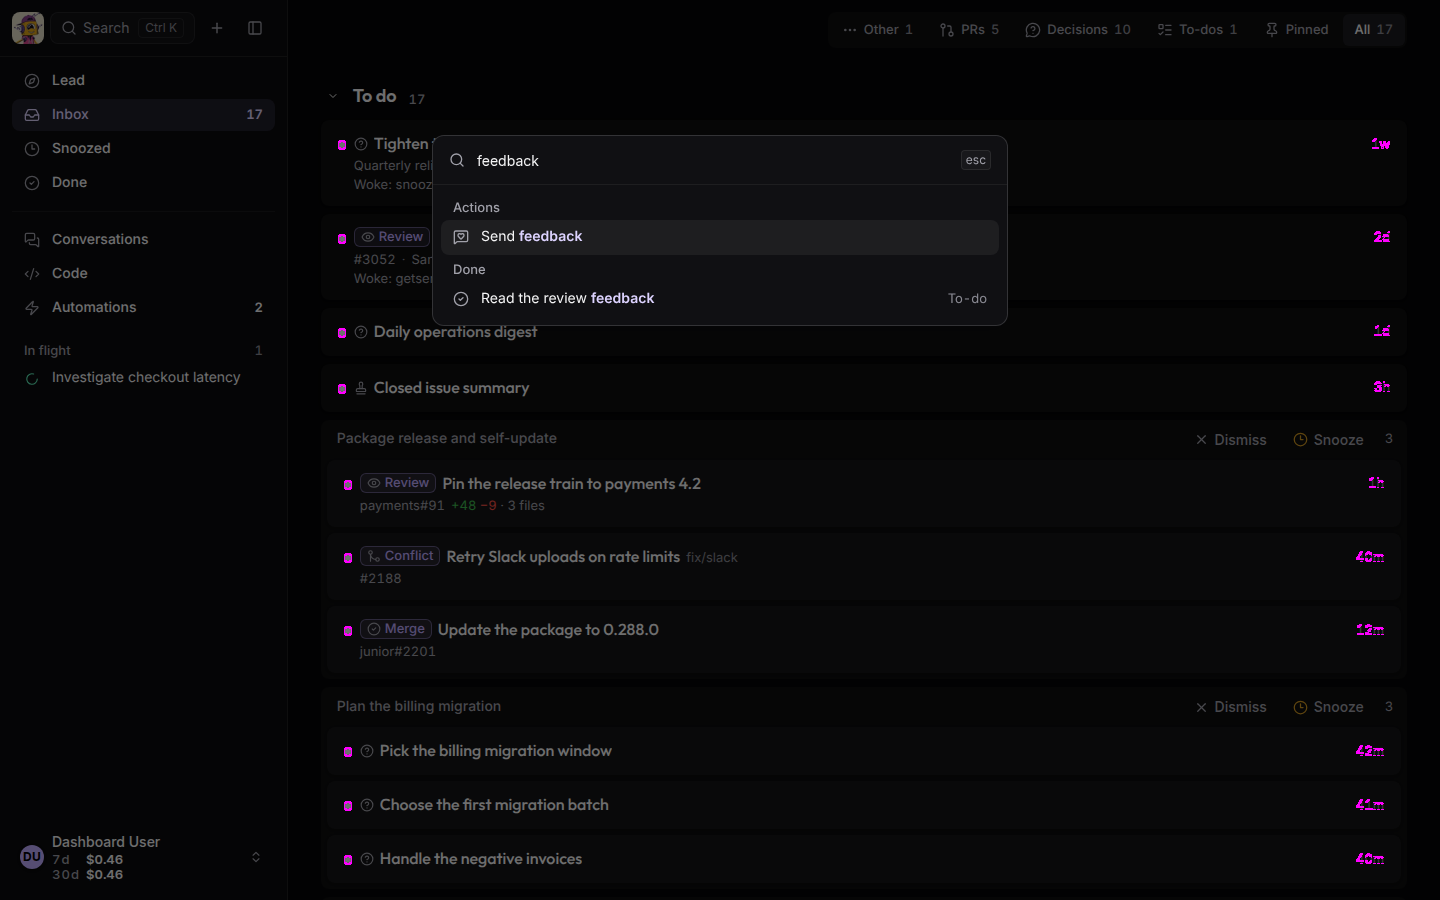 Search Ctrl K
Lead
Inbox 17
Snoozed
Done
Conversations
Code
Automations 2
In flight 1
Investigate checkout latency
Dashboard User
DU
7d $0.46
30d $0.46
Other 1 PRs 5 Decisions 10 To-dos 1 Pinned All 17
To do 17
Tighten 1w
Quarterly reli
Woke: snooz
feedback esc
Actions
Send feedback
Done
Read the review feedback To-do
Review 2d
#3052 · Sar
Woke: getser
Daily operations digest 1d
Closed issue summary 3h
Package release and self-update Dismiss Snooze 3
Review Pin the release train to payments 4.2 1h
payments#91 +48 −9 · 3 files
Conflict Retry Slack uploads on rate limits fix/slack 40m
#2188
Merge Update the package to 0.288.0 12m
junior#2201
Plan the billing migration Dismiss Snooze 3
Pick the billing migration window 42m
Choose the first migration batch 41m
Handle the negative invoices 40m